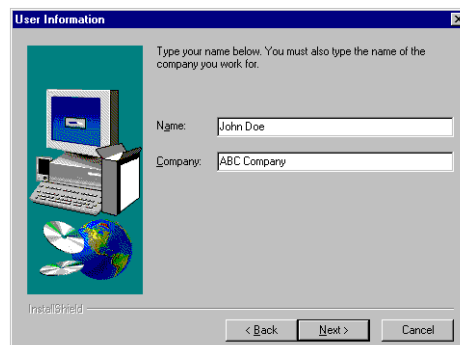 User Information
Type your name below. You must also type the name of the
company you work for.
Name: John Doe
Company: ABC Company
InstallShield
< Back Next > Cancel